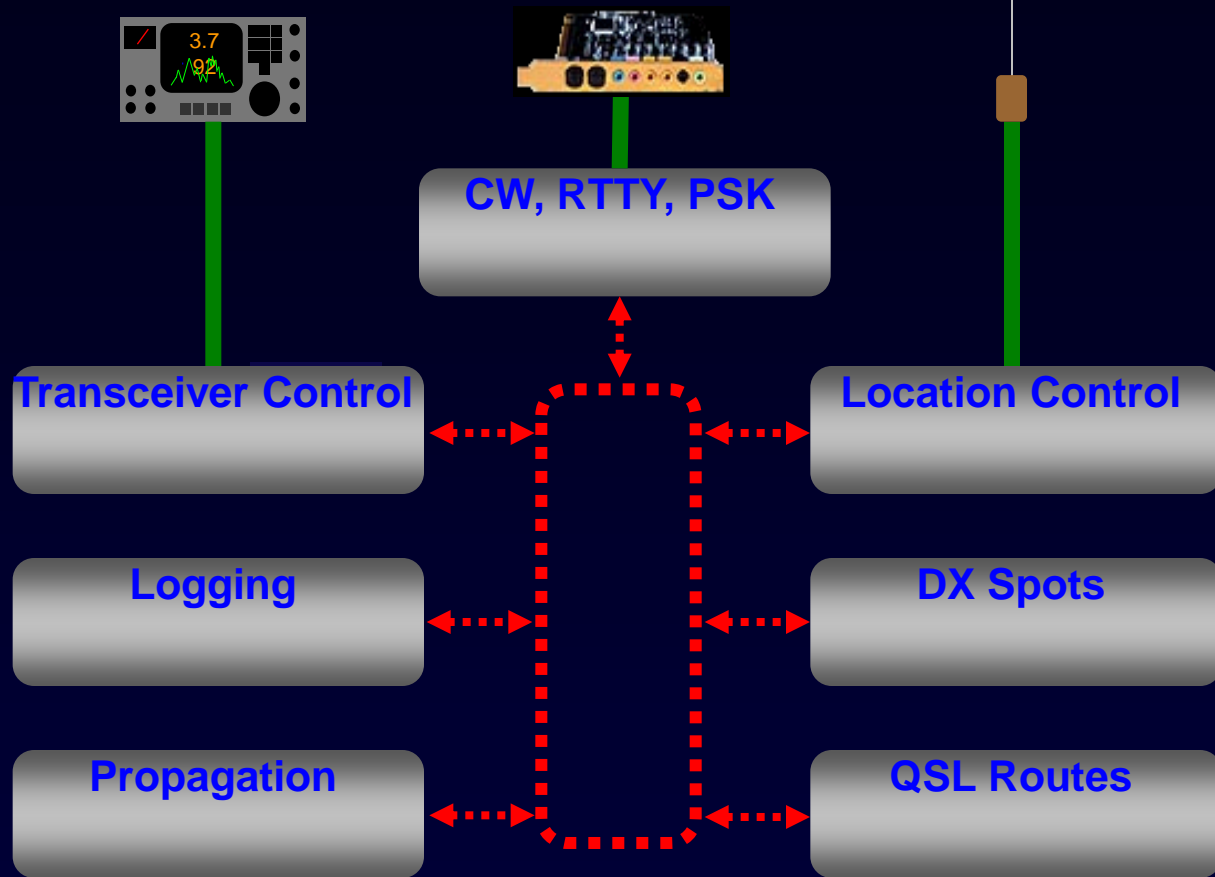 3.7
92
CW, RTTY, PSK
Transceiver Control
Location Control
Logging
DX Spots
Propagation
QSL Routes